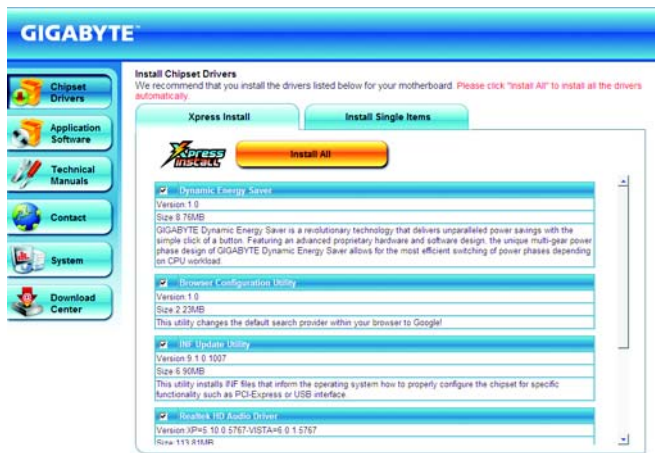 GIGABYTE™
Chipset
Drivers
Application
Software
Technical
Manuals
Contact
System
Download
Center
Install Chipset Drivers
We recommend that you install the drivers listed below for your motherboard. Please click "Install All" to install all the drivers
automatically.
Xpress Install
Install Single Items
Xpress
INSTALL
Install All
Dynamic Energy Saver
Version:1.0
Size:8.76MB
GIGABYTE Dynamic Energy Saver is a revolutionary technology that delivers unparalleled power savings with the
simple click of a button. Featuring an advanced proprietary hardware and software design, the unique multi-gear power
phase design of GIGABYTE Dynamic Energy Saver allows for the most efficient switching of power phases depending
on CPU workload.
Browser Configuration Utility
Version:1.0
Size:2.23MB
This utility changes the default search provider within your browser to Google!
INF Update Utility
Version:9.1.0.1007
Size:6.90MB
This utility installs INF files that inform the operating system how to properly configure the chipset for specific
functionality such as PCI-Express or USB interface.
Realtek HD Audio Driver
Version:XP=5.10.0.5767-VISTA=6.0.1.5767
Size:113.81MB